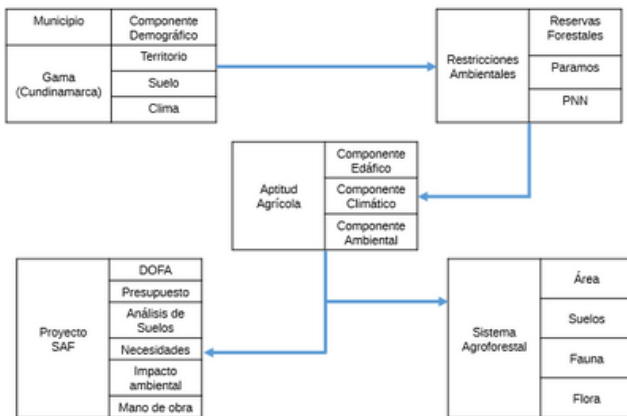 Municipio
Componente
Demográfico
Gama
(Cundinamarca)
Territorio
Suelo
Clima
Restricciones
Ambientales
Reservas
Forestales
Paramos
PNN
Aptitud
Agrícola
Componente
Edáfico
Componente
Climático
Componente
Ambiental
Proyecto
SAF
DOFA
Presupuesto
Análisis de
Suelos
Necesidades
Impacto
ambiental
Mano de obra
Sistema
Agroforestal
Área
Suelos
Fauna
Flora